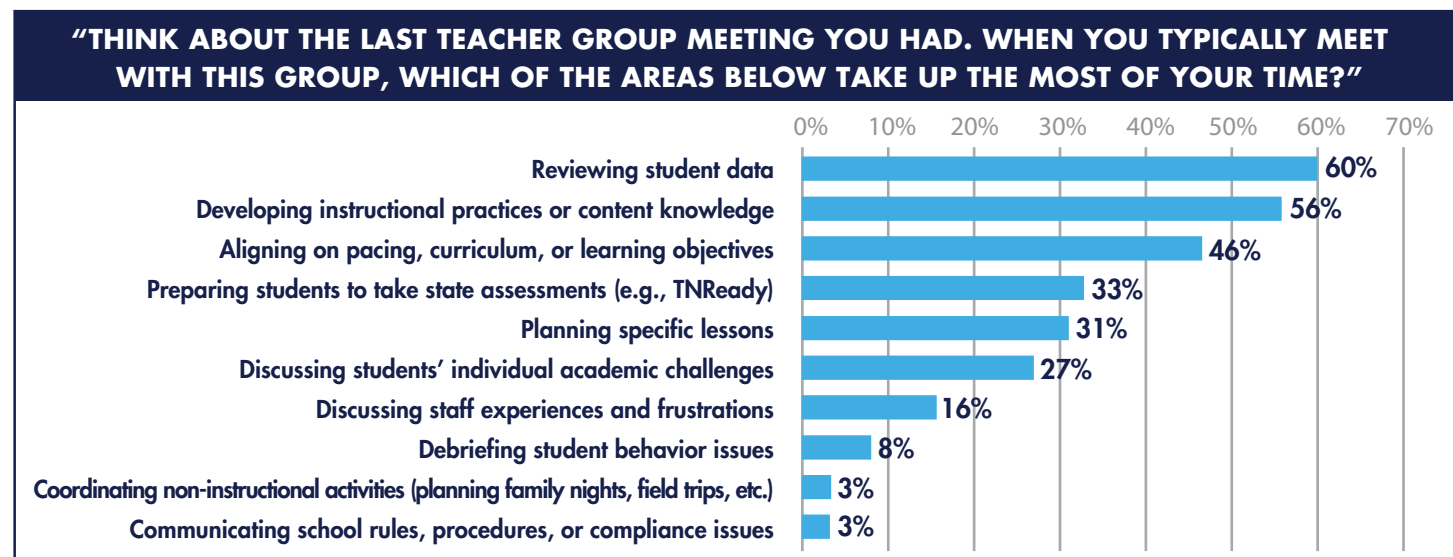 “THINK ABOUT THE LAST TEACHER GROUP MEETING YOU HAD. WHEN YOU TYPICALLY MEET
WITH THIS GROUP, WHICH OF THE AREAS BELOW TAKE UP THE MOST OF YOUR TIME?”
0% 10% 20% 30% 40% 50% 60% 70%
Reviewing student data 60%
Developing instructional practices or content knowledge 56%
Aligning on pacing, curriculum, or learning objectives 46%
Preparing students to take state assessments (e.g., TNReady) 33%
Planning specific lessons 31%
Discussing students’ individual academic challenges 27%
Discussing staff experiences and frustrations 16%
Debriefing student behavior issues 8%
Coordinating non-instructional activities (planning family nights, field trips, etc.) 3%
Communicating school rules, procedures, or compliance issues 3%